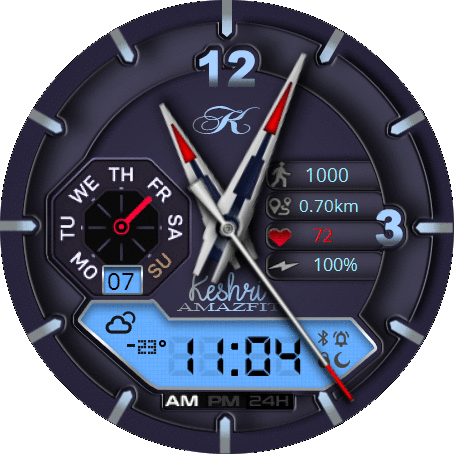 12
K
1000
0.70km
72
100%
3
MO TU WE TH FR SA SU
07
Keshri
AMAZFIT
-23°
11:04
AM PM 24H